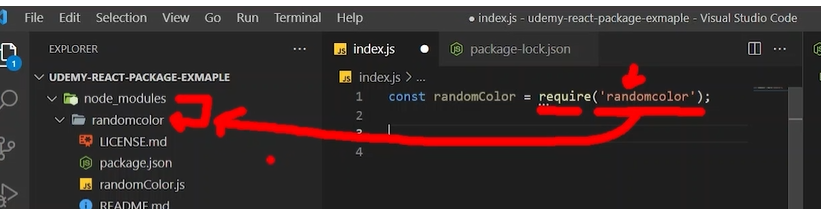 File Edit Selection View Go Run Terminal Help
● index.js - udemy-react-package-exmaple - Visual Studio Code
1
EXPLORER ...
UDEMY-REACT-PACKAGE-EXMAPLE
node_modules
randomcolor
LICENSE.md
package.json
randomColor.js
README.md
JS index.js ●
package-lock.json
JS index.js > ...
1 const randomColor = require('randomcolor');
2
3
4